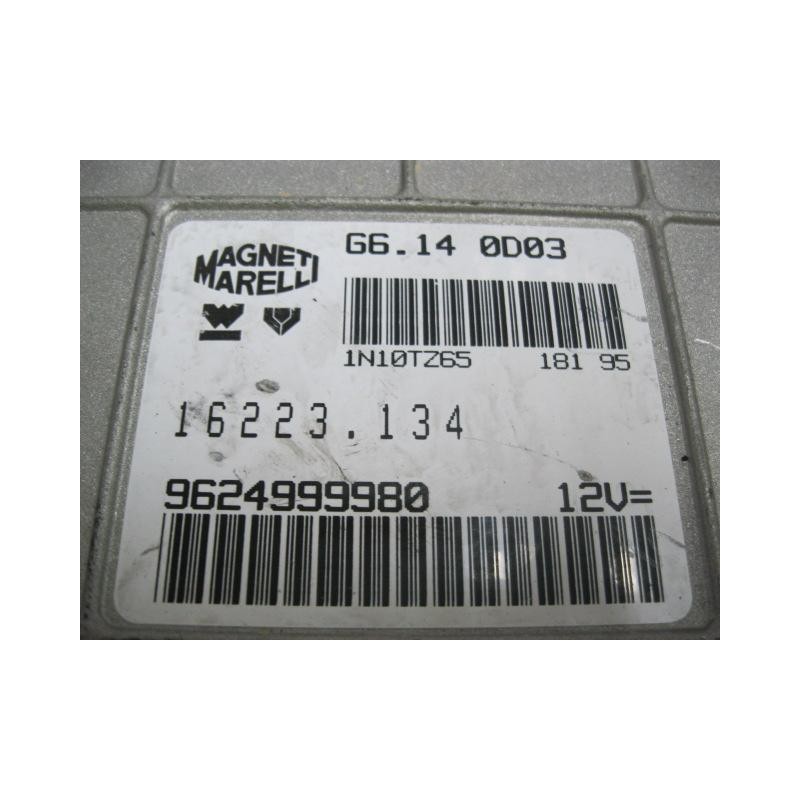 MAGNETI
MARELLI
G6.14 0D03
1N10TZ65 181 95
16223.134
9624999980 12V=